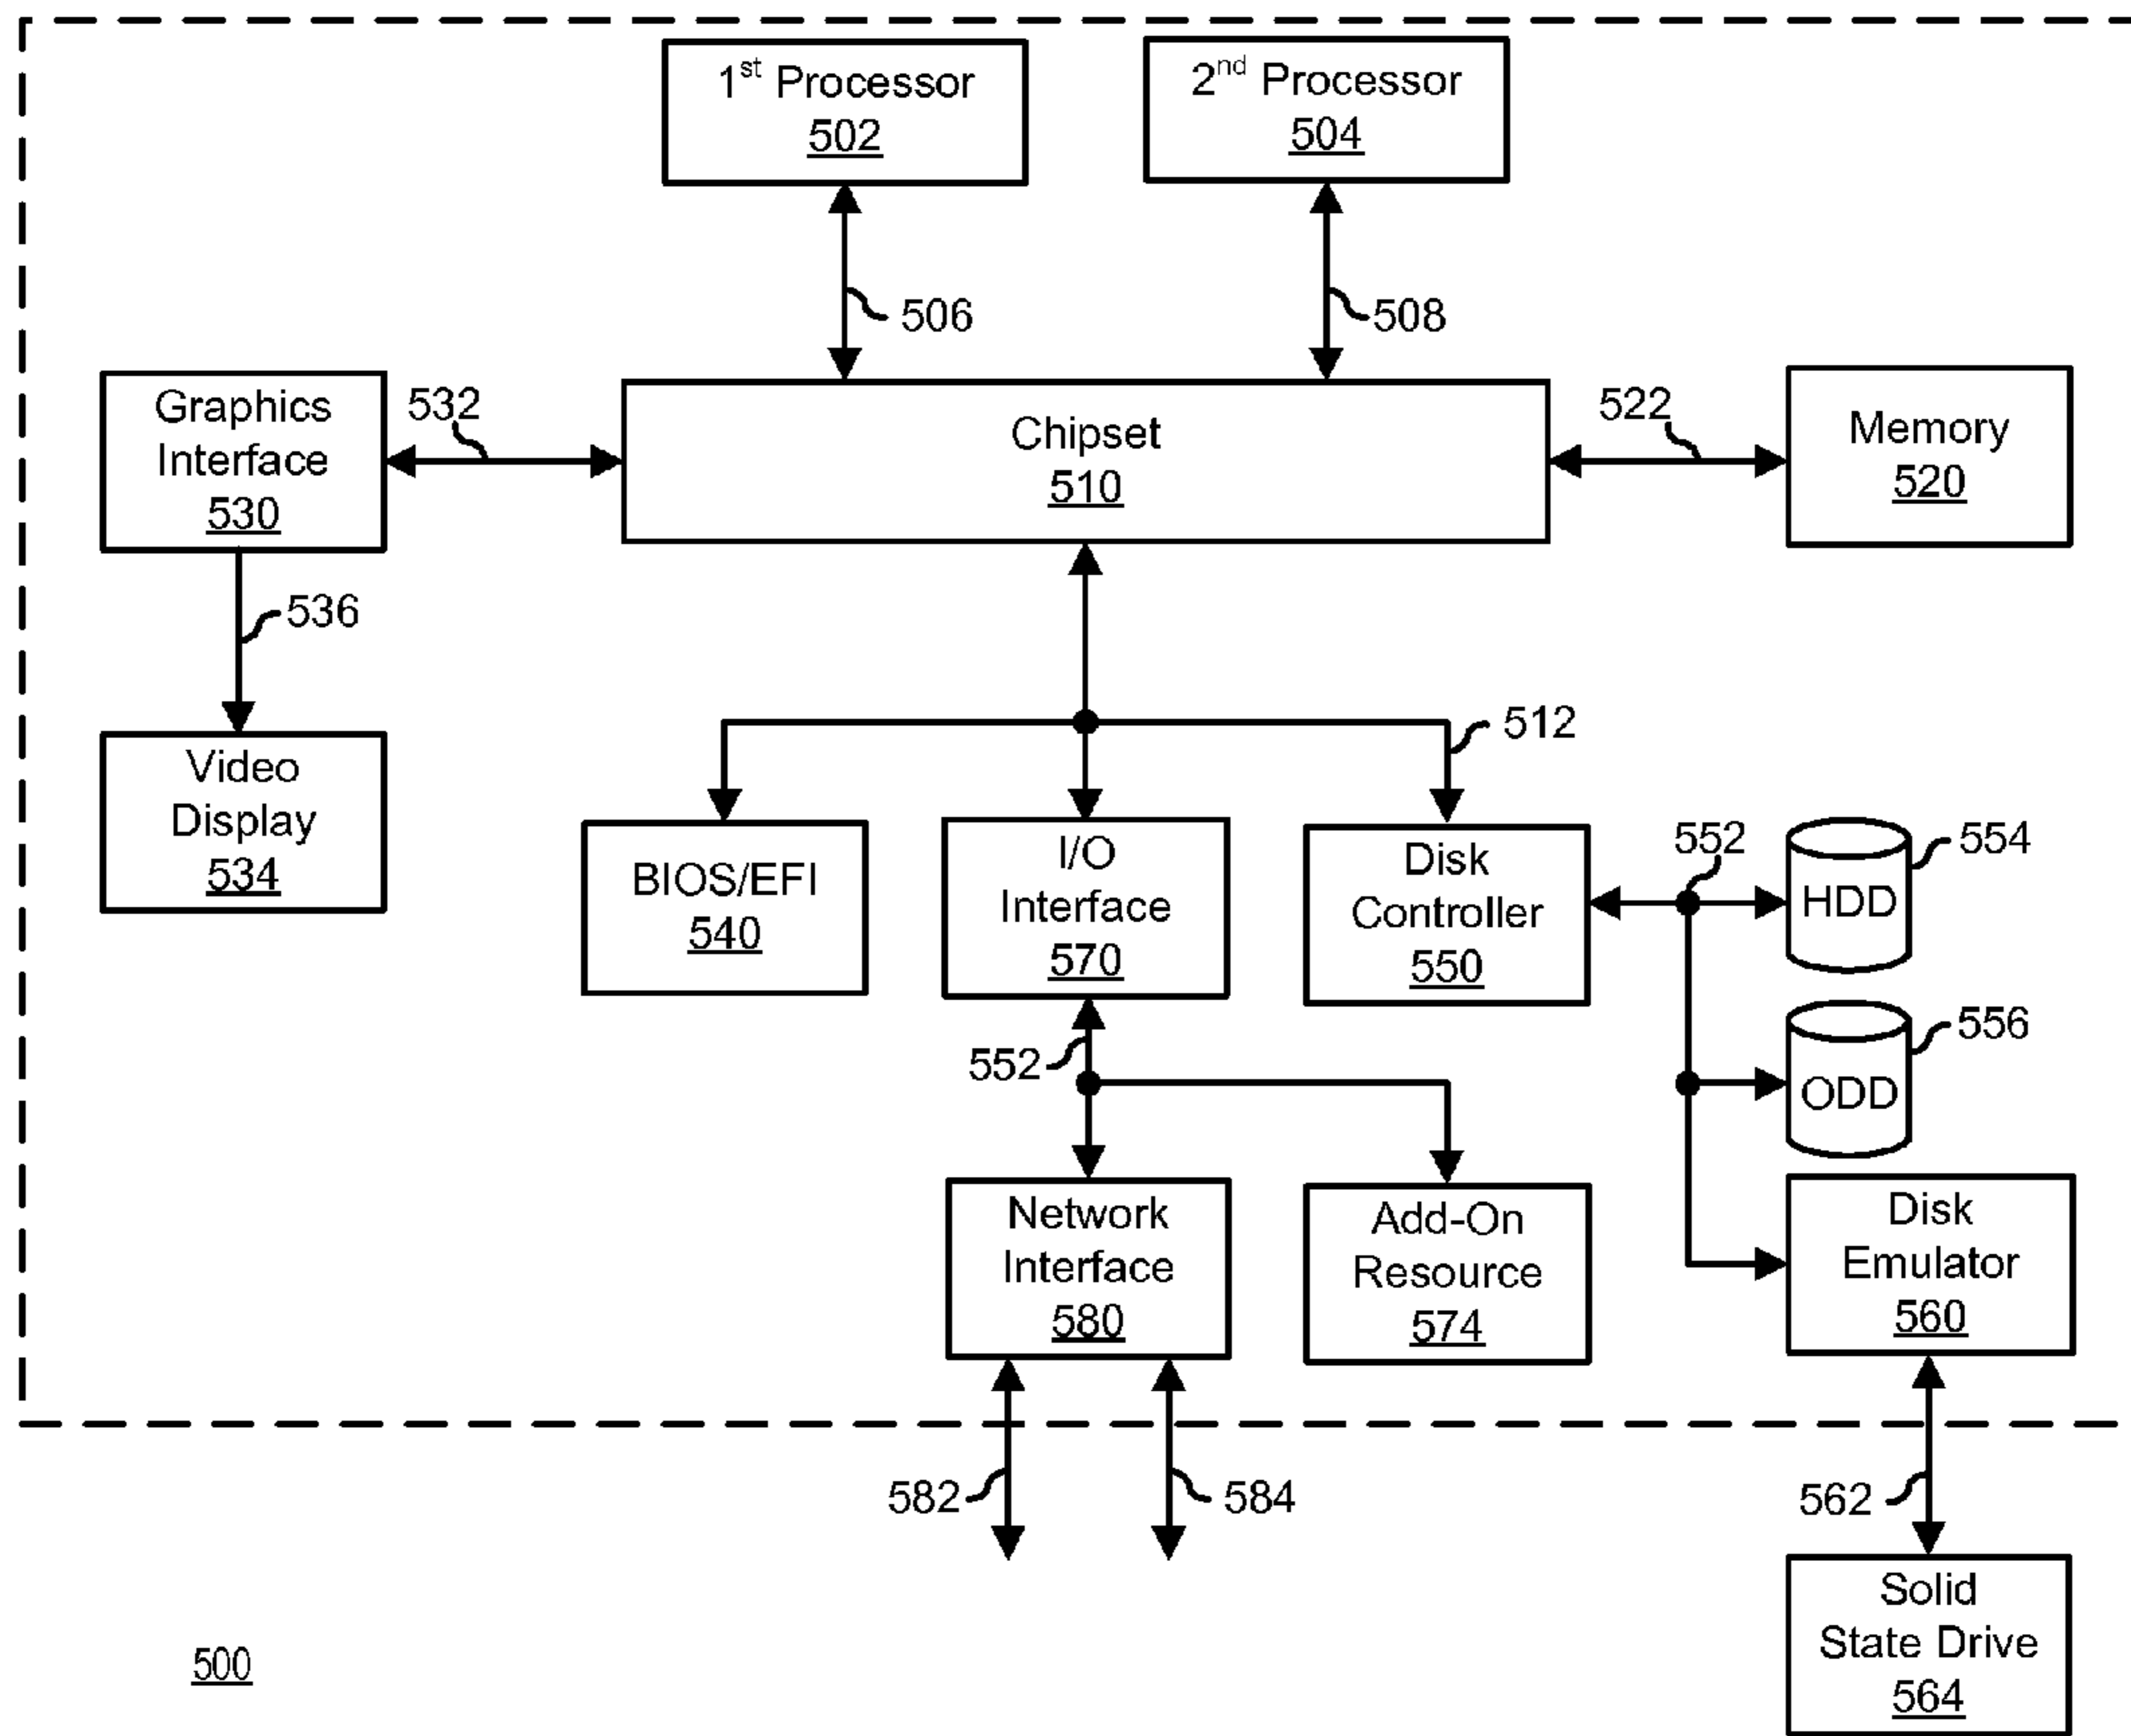 1st Processor
502
2nd Processor
504
506
508
Graphics
Interface
530
532
Chipset
510
522
Memory
520
536
512
Video
Display
534
BIOS/EFI
540
I/O
Interface
570
Disk
Controller
550
552
HDD
554
552
ODD
556
Network
Interface
580
Add-On
Resource
574
Disk
Emulator
560
582
584
562
Solid
State Drive
564
500